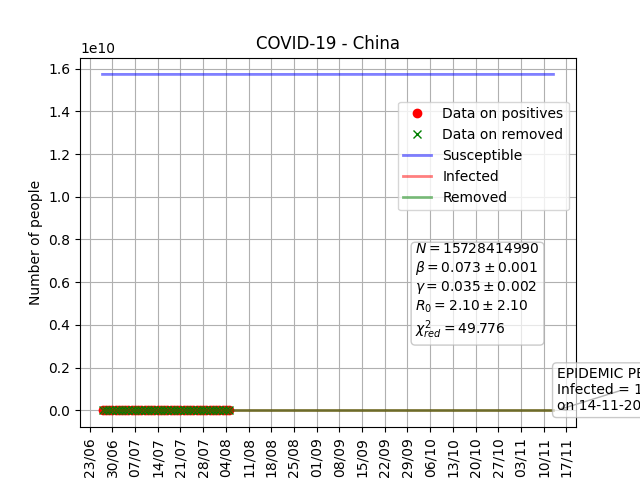 COVID-19 - China
1e10
1.6
1.4
1.2
1.0
0.8
0.6
0.4
0.2
0.0
Number of people
Data on positives
Data on removed
Susceptible
Infected
Removed
N = 15728414990
β = 0.073 ± 0.001
γ = 0.035 ± 0.002
R₀ = 2.10 ± 2.10
χ²red = 49.776
EPIDEMIC PE
Infected = 1
on 14-11-20
23/06
30/06
07/07
14/07
21/07
28/07
04/08
11/08
18/08
25/08
01/09
08/09
15/09
22/09
29/09
06/10
13/10
20/10
27/10
03/11
10/11
17/11